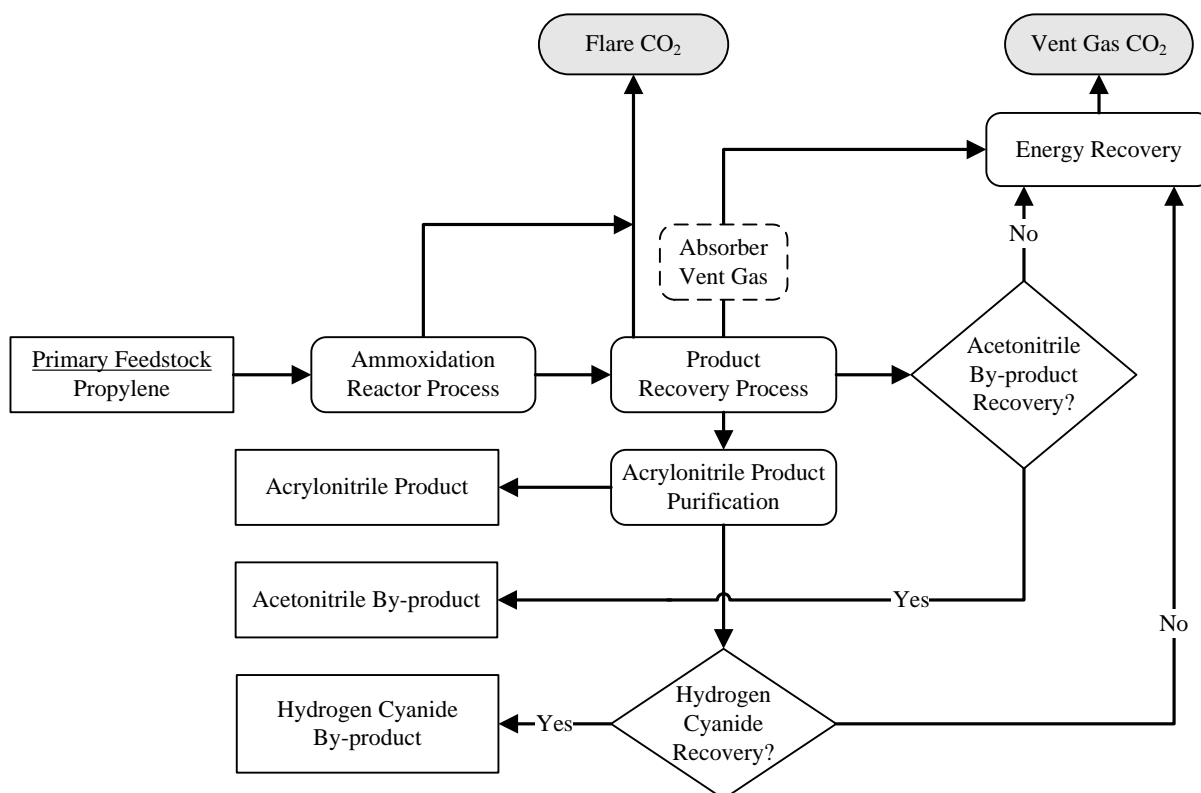 Flare CO₂
Vent Gas CO₂
Energy Recovery
No
Absorber
Vent Gas
Primary Feedstock
Propylene
Ammoxidation
Reactor Process
Product
Recovery Process
Acetonitrile
By-product
Recovery?
Acrylonitrile Product
Acrylonitrile Product
Purification
Acetonitrile By-product
Yes
No
Hydrogen Cyanide
By-product
Yes
Hydrogen
Cyanide
Recovery?